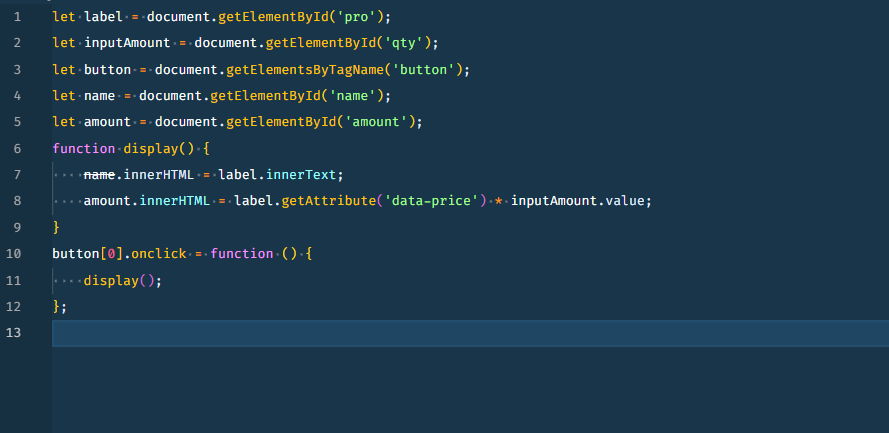 1 let label = document.getElementById('pro');
2 let inputAmount = document.getElementById('qty');
3 let button = document.getElementsByTagName('button');
4 let name = document.getElementById('name');
5 let amount = document.getElementById('amount');
6 function display() {
7     name.innerHTML = label.innerText;
8     amount.innerHTML = label.getAttribute('data-price') * inputAmount.value;
9 }
10 button[0].onclick = function () {
11     display();
12 };
13